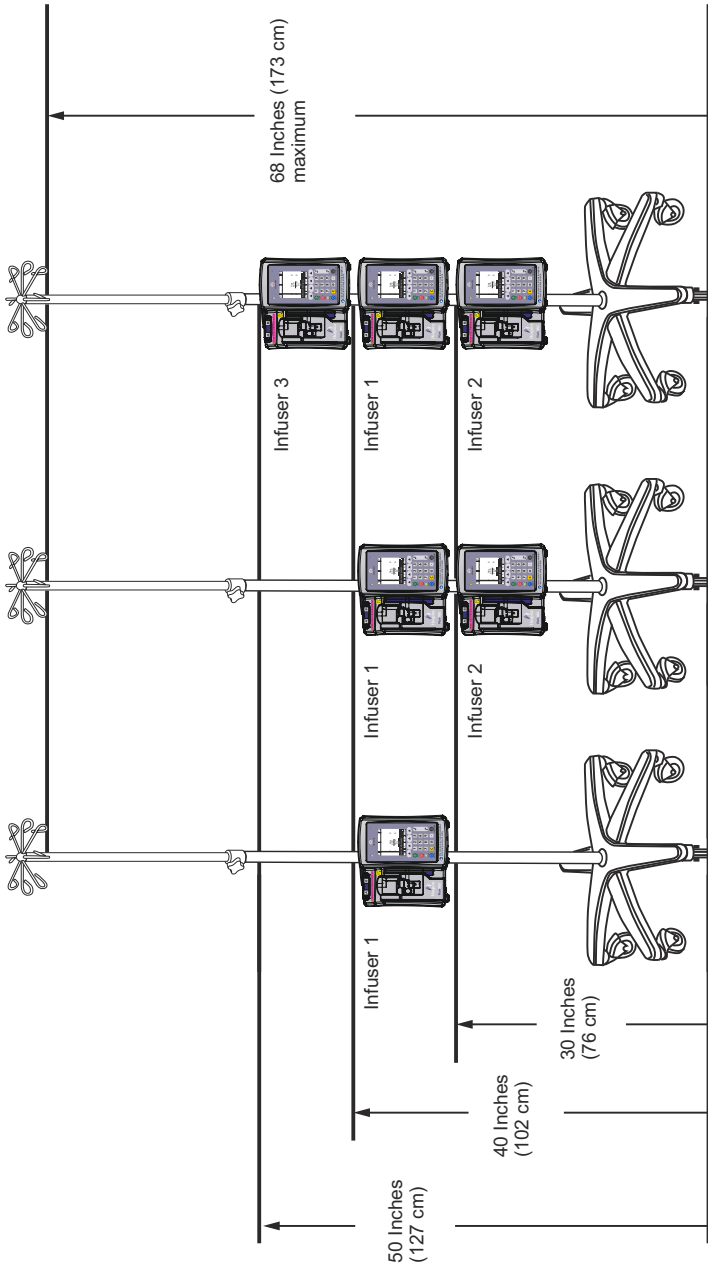 68 Inches (173 cm)
maximum
Infuser 3
Infuser 1
Infuser 2
Infuser 1
Infuser 2
Infuser 1
30 Inches
(76 cm)
40 Inches
(102 cm)
50 Inches
(127 cm)